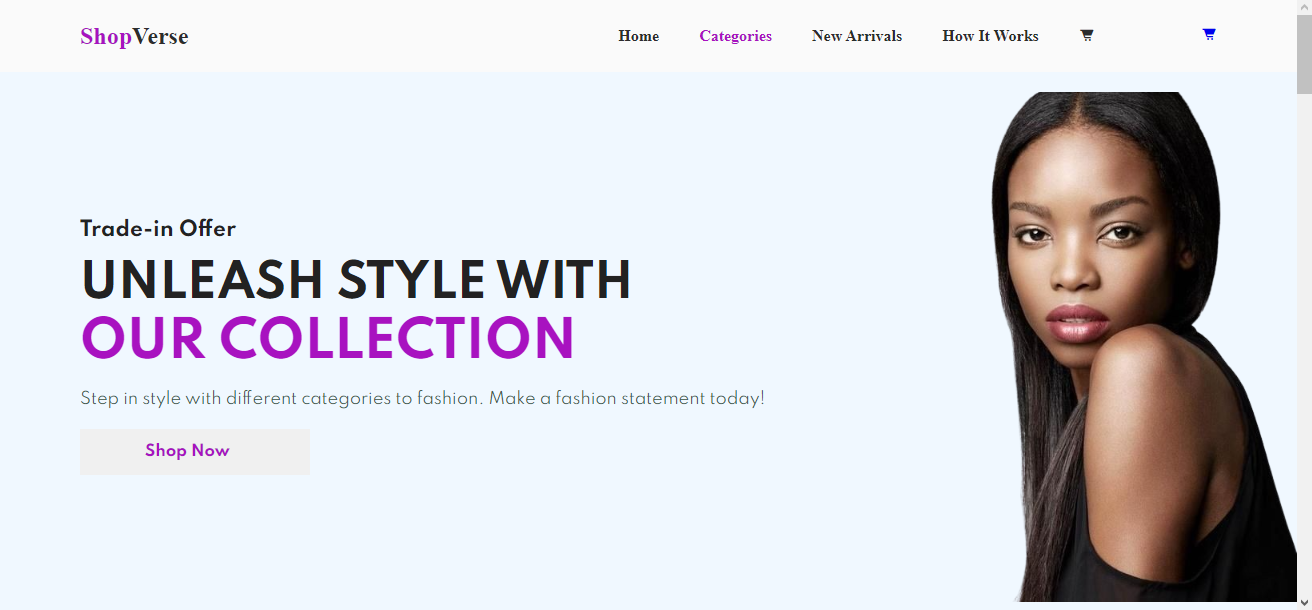 ShopVerse
Home Categories New Arrivals How It Works
Trade-in Offer
UNLEASH STYLE WITH
OUR COLLECTION
Step in style with different categories to fashion. Make a fashion statement today!
Shop Now